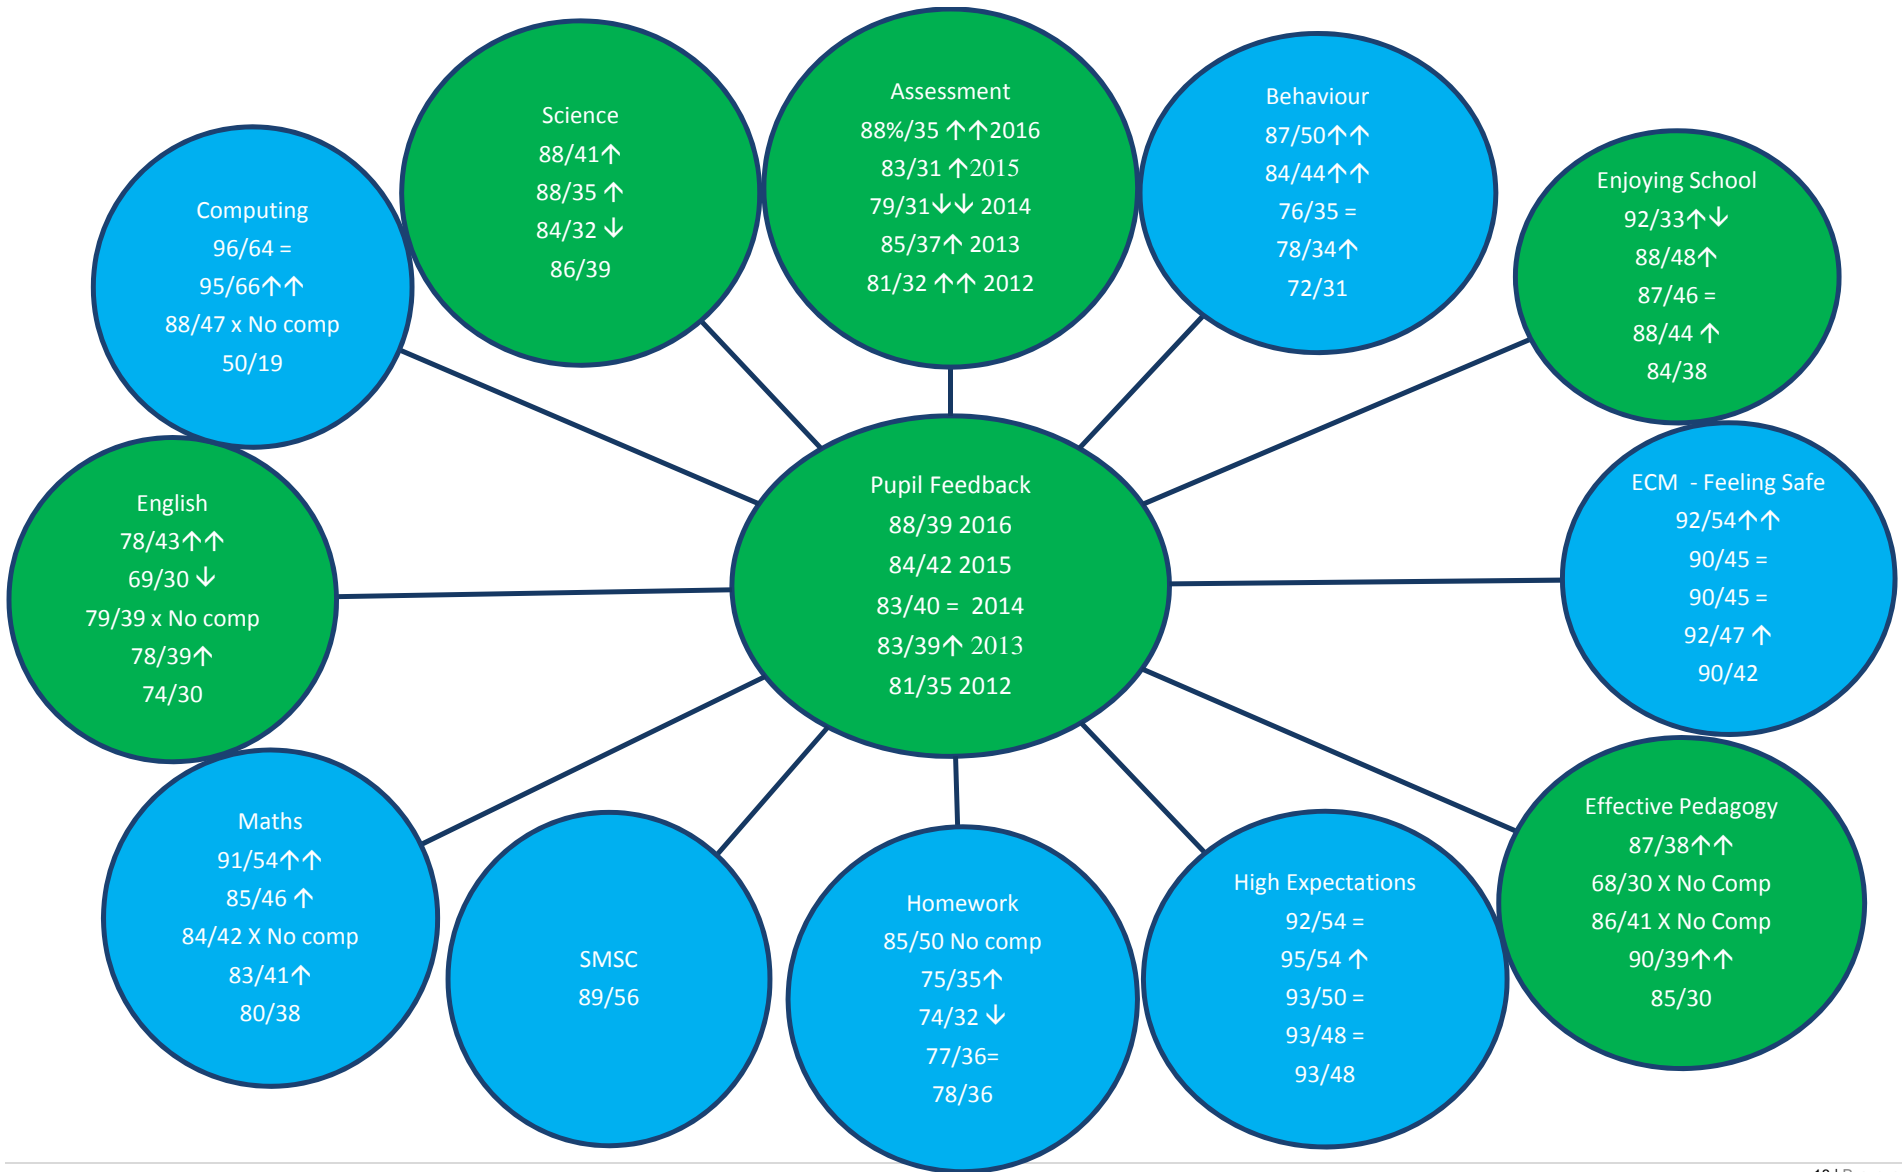 Assessment
88%/35 ↑↑2016
83/31 ↑2015
79/31↓↓ 2014
85/37↑ 2013
81/32 ↑↑ 2012
Science
88/41↑
88/35 ↑
84/32 ↓
86/39
Behaviour
87/50↑↑
84/44↑↑
76/35 =
78/34↑
72/31
Computing
96/64 =
95/66↑↑
88/47 x No comp
50/19
Enjoying School
92/33↑↓
88/48↑
87/46 =
88/44 ↑
84/38
English
78/43↑↑
69/30 ↓
79/39 x No comp
78/39↑
74/30
Pupil Feedback
88/39 2016
84/42 2015
83/40 = 2014
83/39↑ 2013
81/35 2012
ECM - Feeling Safe
92/54↑↑
90/45 =
90/45 =
92/47 ↑
90/42
Maths
91/54↑↑
85/46 ↑
84/42 X No comp
83/41↑
80/38
SMSC
89/56
Homework
85/50 No comp
75/35↑
74/32 ↓
77/36=
78/36
High Expectations
92/54 =
95/54 ↑
93/50 =
93/48 =
93/48
Effective Pedagogy
87/38↑↑
68/30 X No Comp
86/41 X No Comp
90/39↑↑
85/30